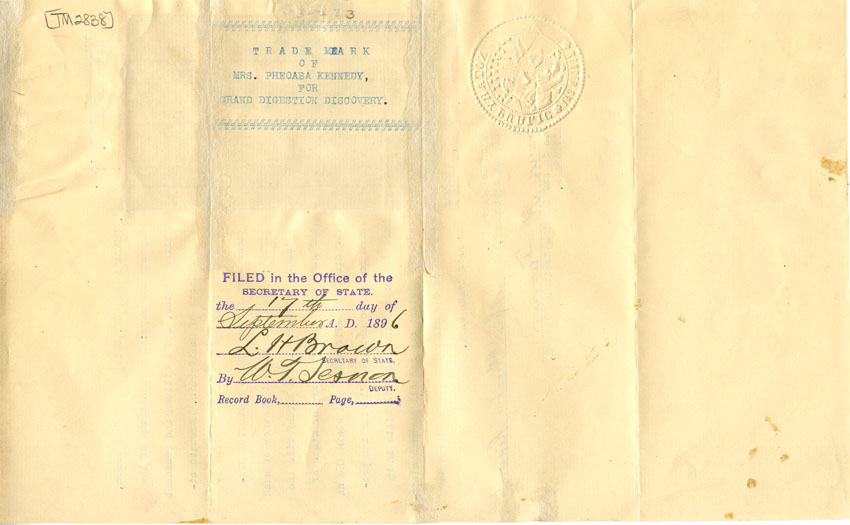 [TM2838]
TRADE MARK
OF
MRS. PHEOABA KENNEDY,
FOR
GRAND DIGESTION DISCOVERY.
FILED in the Office of the
SECRETARY OF STATE.
the 17th day of
September A. D. 1896
L. H Brown
SECRETARY OF STATE.
By W. T. Sesnon
DEPUTY.
Record Book, Page,